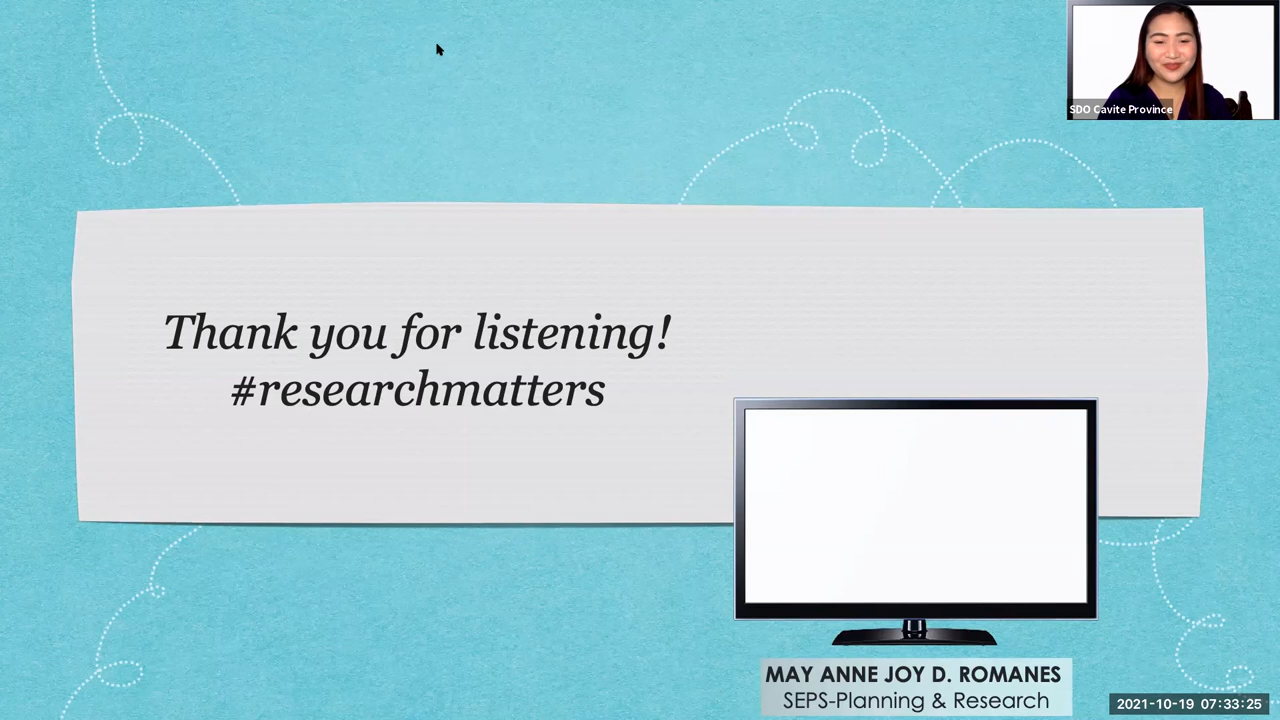 SDO Cavite Province
Thank you for listening!
#researchmatters
MAY ANNE JOY D. ROMANES
SEPS-Planning & Research
2021-10-19 07:33:25